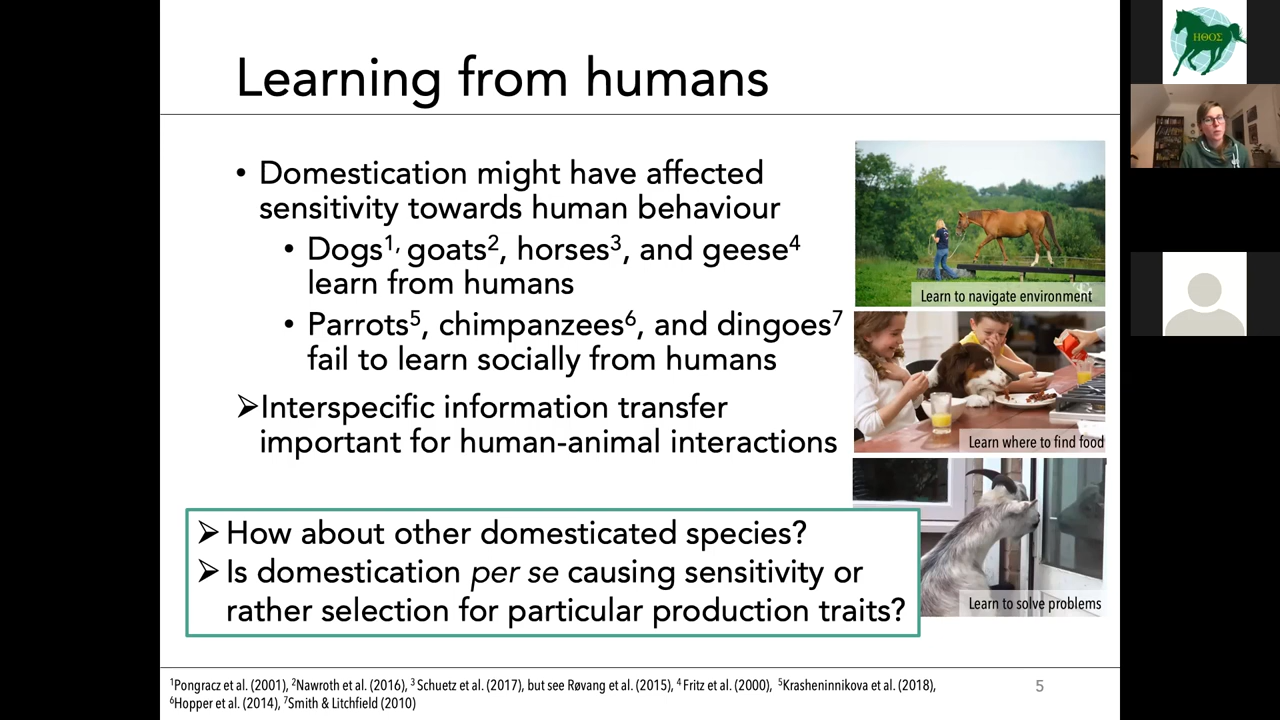 Learning from humans
• Domestication might have affected
sensitivity towards human behaviour
• Dogs¹, goats², horses³, and geese⁴
learn from humans
• Parrots⁵, chimpanzees⁶, and dingoes⁷
fail to learn socially from humans
➢Interspecific information transfer
important for human-animal interactions
➢ How about other domesticated species?
➢ Is domestication per se causing sensitivity or
rather selection for particular production traits?
Learn to navigate environment
Learn where to find food
Learn to solve problems
¹Pongracz et al. (2001), ²Nawroth et al. (2016), ³ Schuetz et al. (2017), but see Røvang et al. (2015), ⁴ Fritz et al. (2000), ⁵Krasheninnikova et al. (2018),
⁶Hopper et al. (2014), ⁷Smith & Litchfield (2010)
5
ΗΘΟΣ